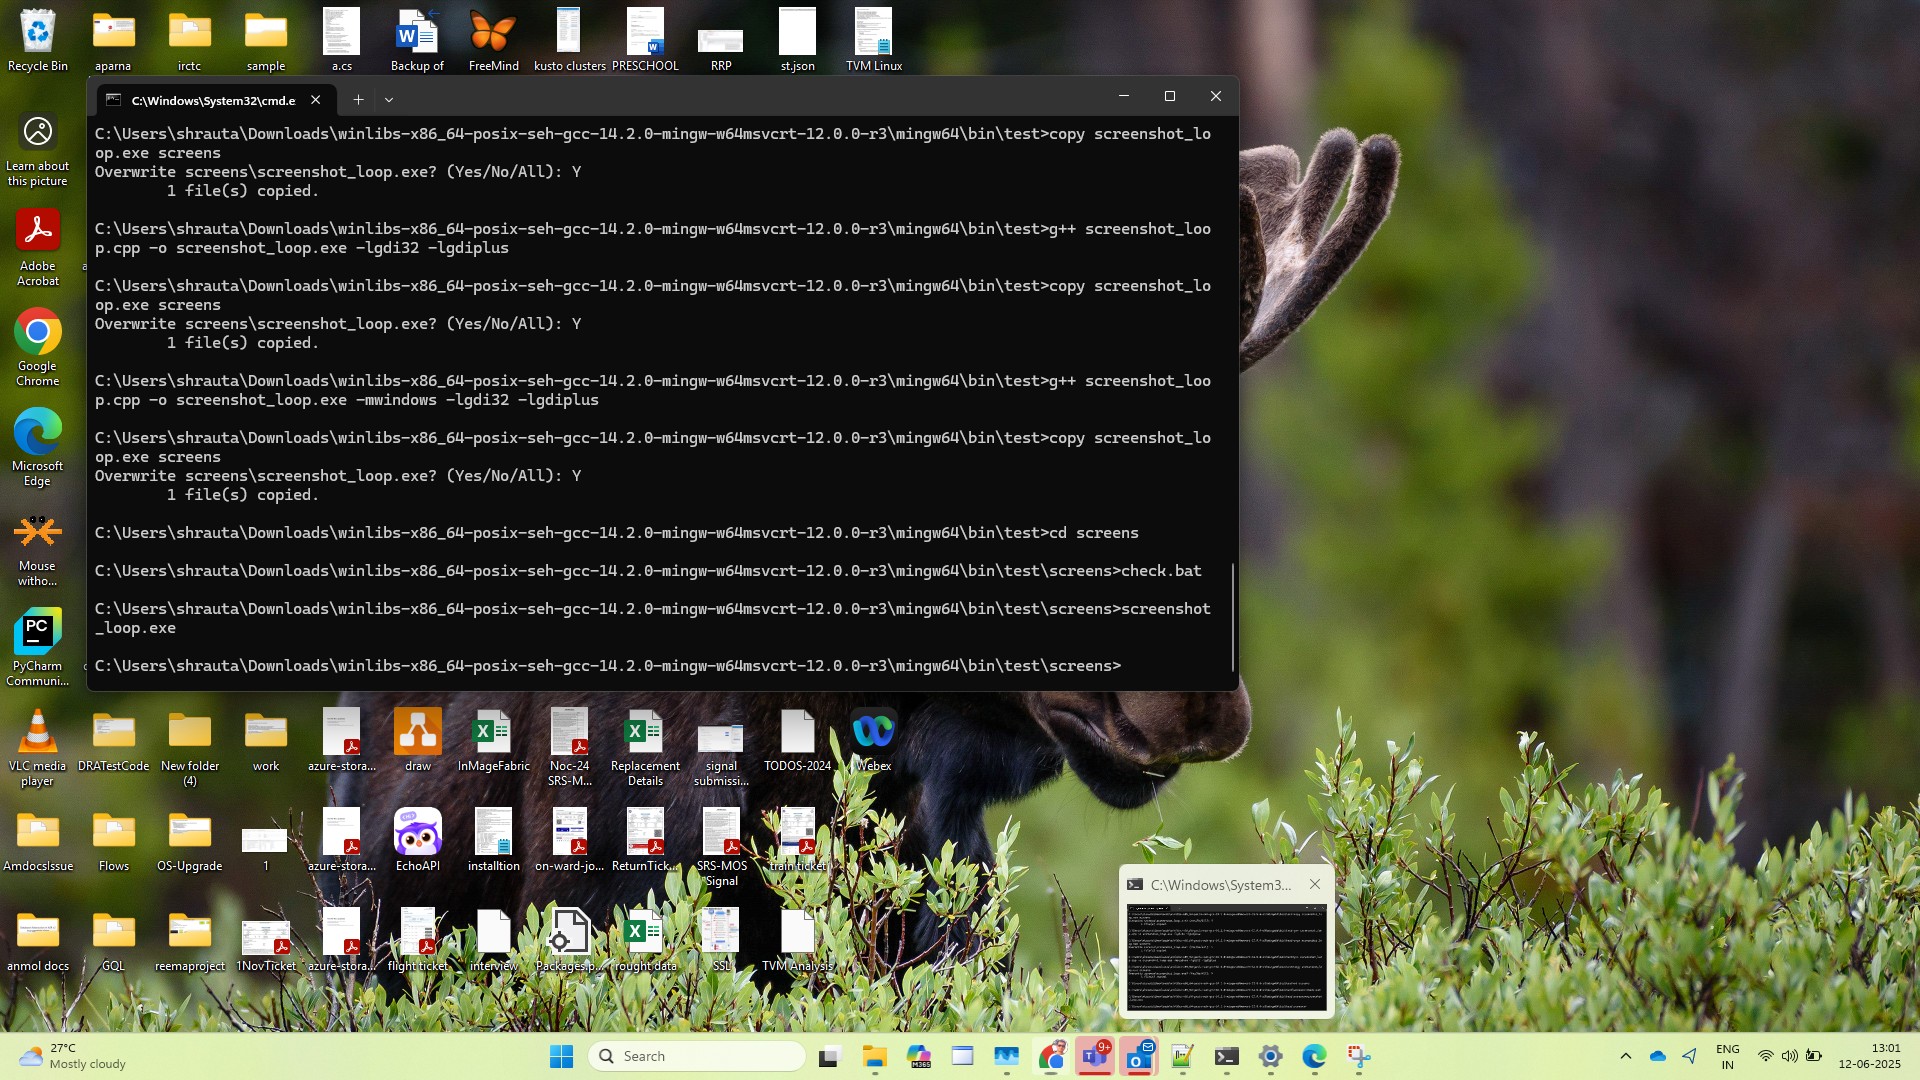 Recycle Bin
aparna
irctc
sample
a.cs
Backup of
FreeMind
kusto clusters
PRESCHOOL
RRP
st.json
TVM Linux
C:\Windows\System32\cmd.e
C:\Users\shrauta\Downloads\winlibs-x86_64-posix-seh-gcc-14.2.0-mingw-w64msvcrt-12.0.0-r3\mingw64\bin\test>copy screenshot_lo
op.exe screens
Overwrite screens\screenshot_loop.exe? (Yes/No/All): Y
1 file(s) copied.
C:\Users\shrauta\Downloads\winlibs-x86_64-posix-seh-gcc-14.2.0-mingw-w64msvcrt-12.0.0-r3\mingw64\bin\test>g++ screenshot_loo
p.cpp -o screenshot_loop.exe -lgdi32 -lgdiplus
C:\Users\shrauta\Downloads\winlibs-x86_64-posix-seh-gcc-14.2.0-mingw-w64msvcrt-12.0.0-r3\mingw64\bin\test>copy screenshot_lo
op.exe screens
Overwrite screens\screenshot_loop.exe? (Yes/No/All): Y
1 file(s) copied.
C:\Users\shrauta\Downloads\winlibs-x86_64-posix-seh-gcc-14.2.0-mingw-w64msvcrt-12.0.0-r3\mingw64\bin\test>g++ screenshot_loo
p.cpp -o screenshot_loop.exe -mwindows -lgdi32 -lgdiplus
C:\Users\shrauta\Downloads\winlibs-x86_64-posix-seh-gcc-14.2.0-mingw-w64msvcrt-12.0.0-r3\mingw64\bin\test>copy screenshot_lo
op.exe screens
Overwrite screens\screenshot_loop.exe? (Yes/No/All): Y
1 file(s) copied.
C:\Users\shrauta\Downloads\winlibs-x86_64-posix-seh-gcc-14.2.0-mingw-w64msvcrt-12.0.0-r3\mingw64\bin\test>cd screens
C:\Users\shrauta\Downloads\winlibs-x86_64-posix-seh-gcc-14.2.0-mingw-w64msvcrt-12.0.0-r3\mingw64\bin\test\screens>check.bat
C:\Users\shrauta\Downloads\winlibs-x86_64-posix-seh-gcc-14.2.0-mingw-w64msvcrt-12.0.0-r3\mingw64\bin\test\screens>screenshot
_loop.exe
C:\Users\shrauta\Downloads\winlibs-x86_64-posix-seh-gcc-14.2.0-mingw-w64msvcrt-12.0.0-r3\mingw64\bin\test\screens>
Learn about
this picture
Adobe
Acrobat
Google
Chrome
Microsoft
Edge
Mouse
witho...
PC
PyCharm
Communi...
VLC media
player
DRATestCode
New folder
(4)
work
azure-stora...
draw
InMageFabric
Noc-24
SRS-M...
Replacement
Details
signal
submissi...
TODOS-2024
Webex
AmdocsIssue
Flows
OS-Upgrade
1
azure-stora...
EchoAPI
installtion
on-ward-jo...
ReturnTick...
SRS-MOS
Signal
train ticket
anmol docs
GQL
reemaproject
1NovTicket
azure-stora...
flight ticket
interview
Packages.p...
rought data
SSL
TVM Analysis
C:\Windows\System3...
27°C
Mostly cloudy
Search
M365
9+
ENG
IN
13:01
12-06-2025